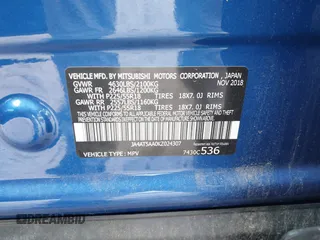 MFD BY MITSUBISHI MOTORS CORPORATION, JAPAN
GVWR 4630LBS/2100KG NOV 2018
GAWR FR 2646LBS/1200KG
WITH P225/55R18 TIRES 18X7.0J RIMS
GAWR RR 2557LBS/1160KG
WITH P225/55R18 TIRES 18X7.0J RIMS
JA4AT5AA0KZ024307
VEHICLE TYPE: MPV 7430C536
DREAMBID